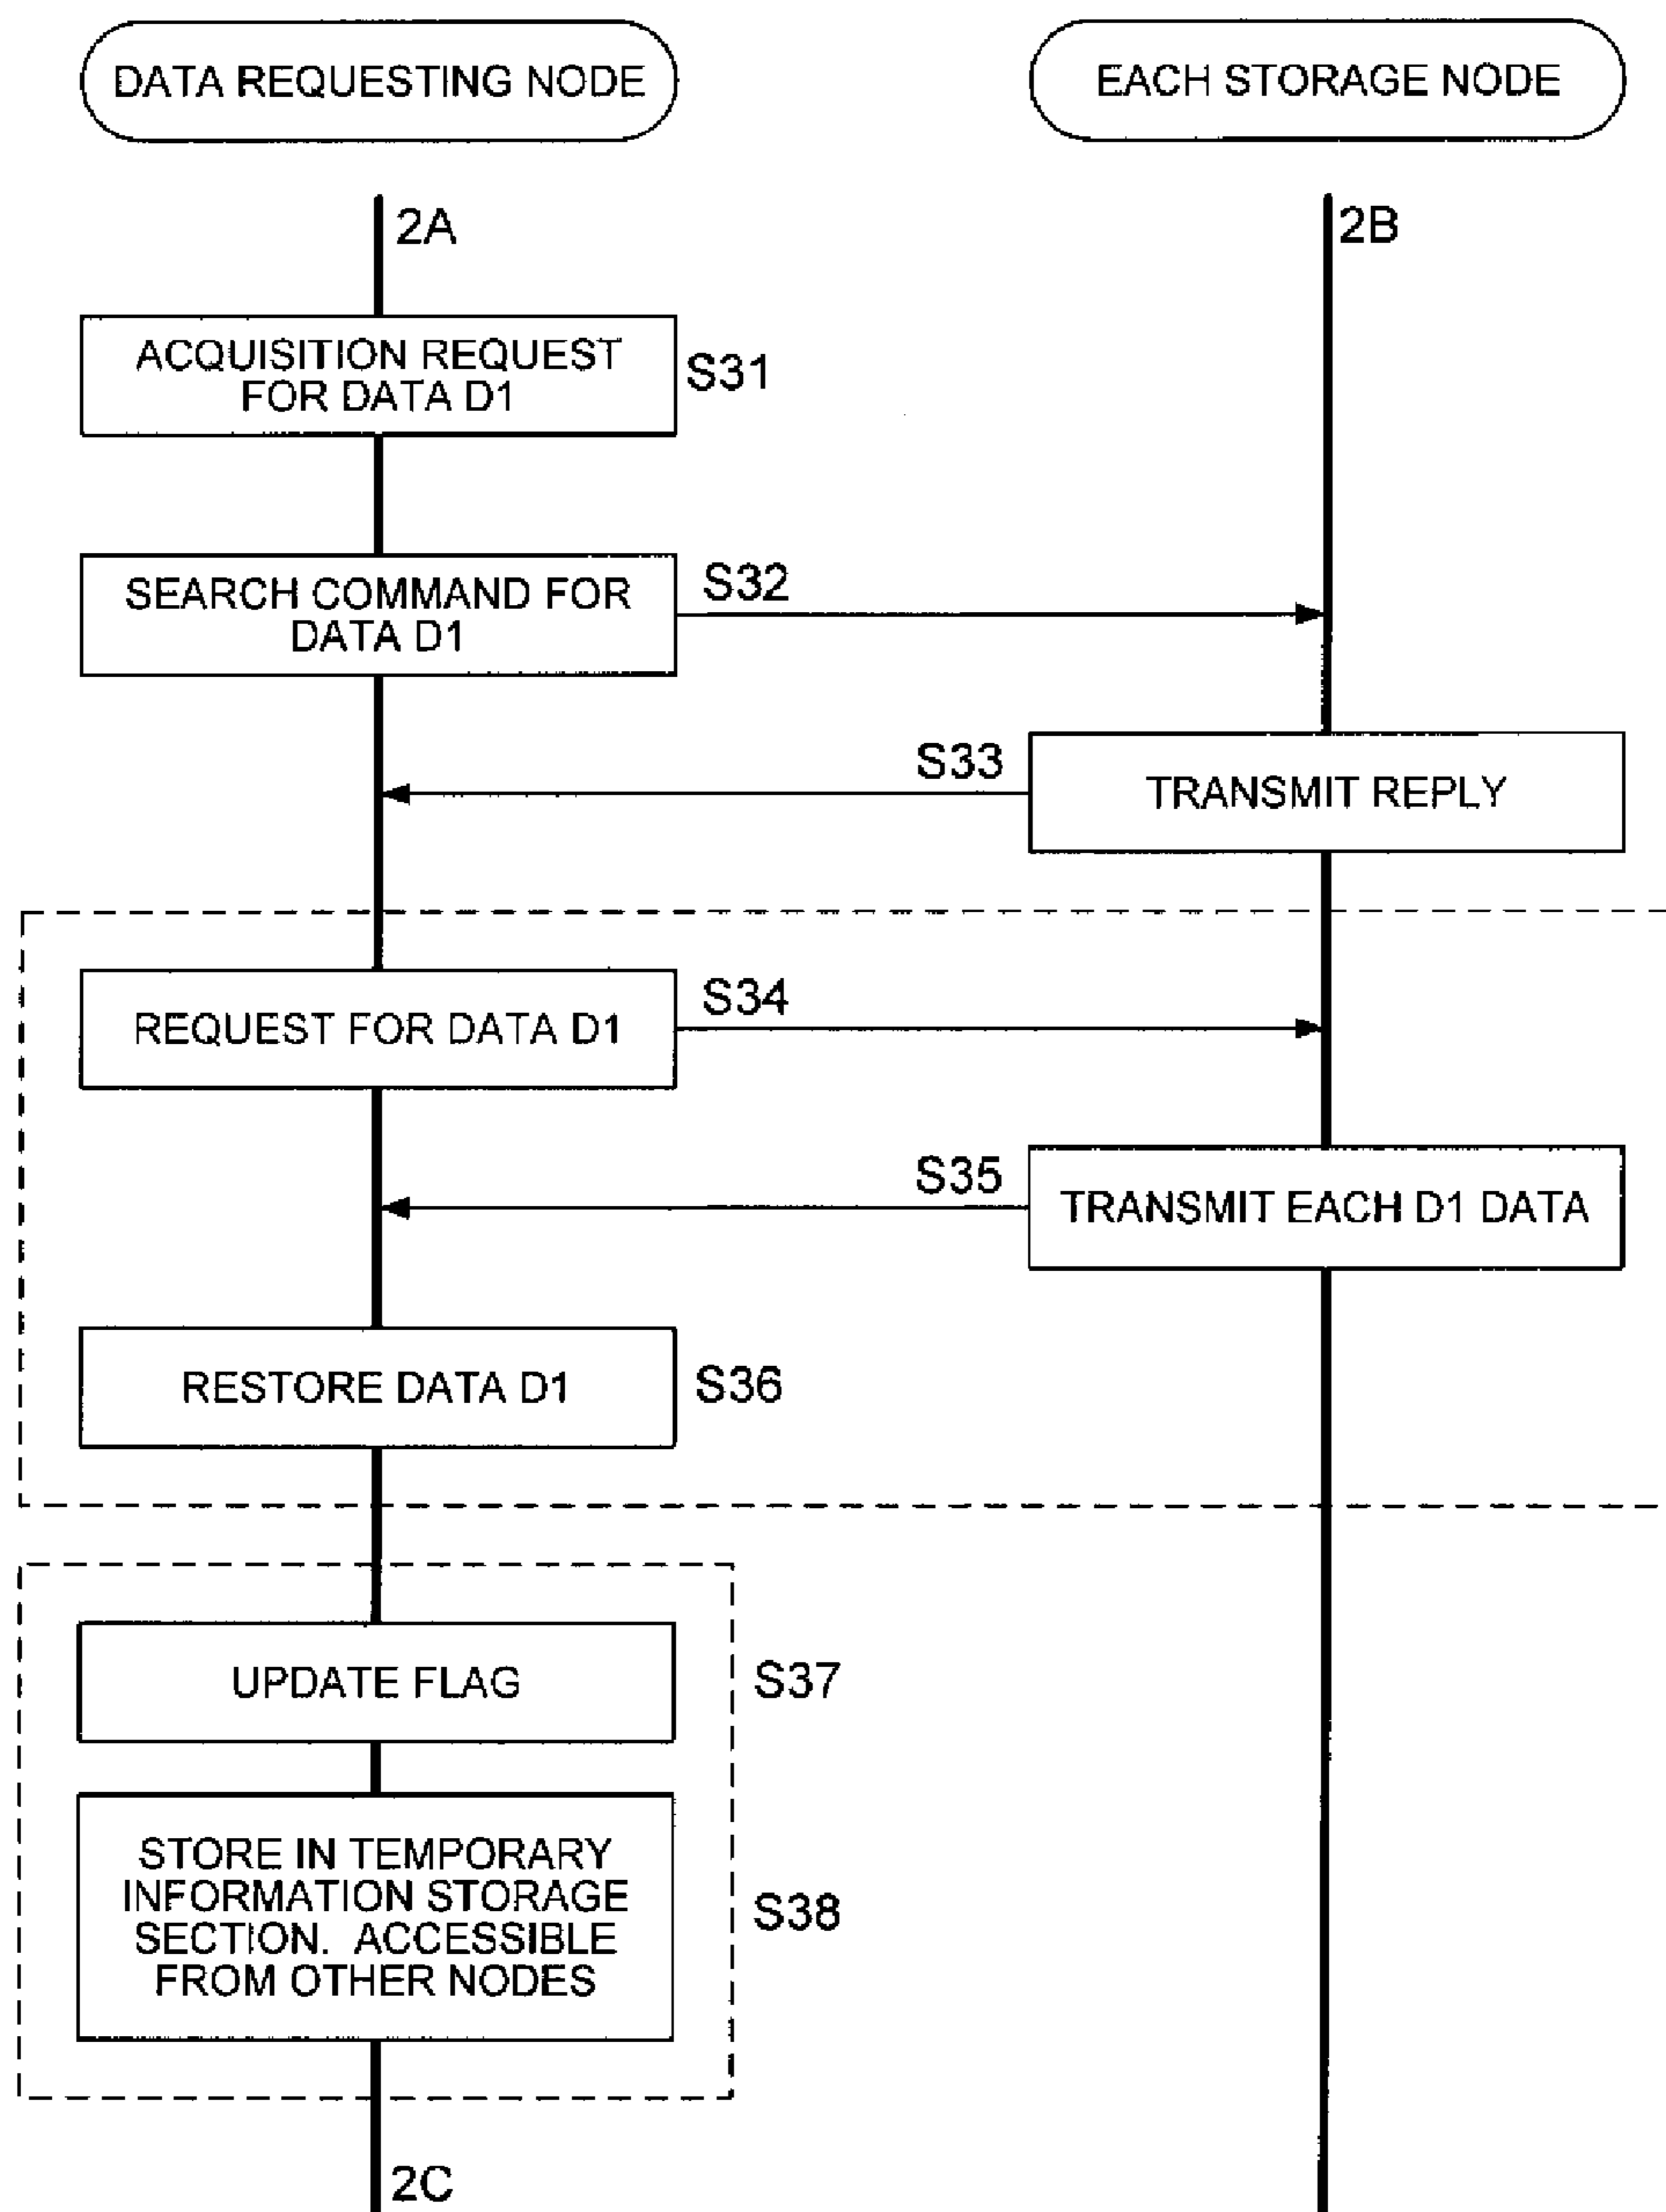 DATA REQUESTING NODE
EACH STORAGE NODE
2A
2B
ACQUISITION REQUEST
FOR DATA D1
S31
SEARCH COMMAND FOR
DATA D1
S32
S33
TRANSMIT REPLY
REQUEST FOR DATA D1
S34
S35
TRANSMIT EACH D1 DATA
RESTORE DATA D1
S36
UPDATE FLAG
S37
STORE IN TEMPORARY
INFORMATION STORAGE
SECTION. ACCESSIBLE
FROM OTHER NODES
S38
2C